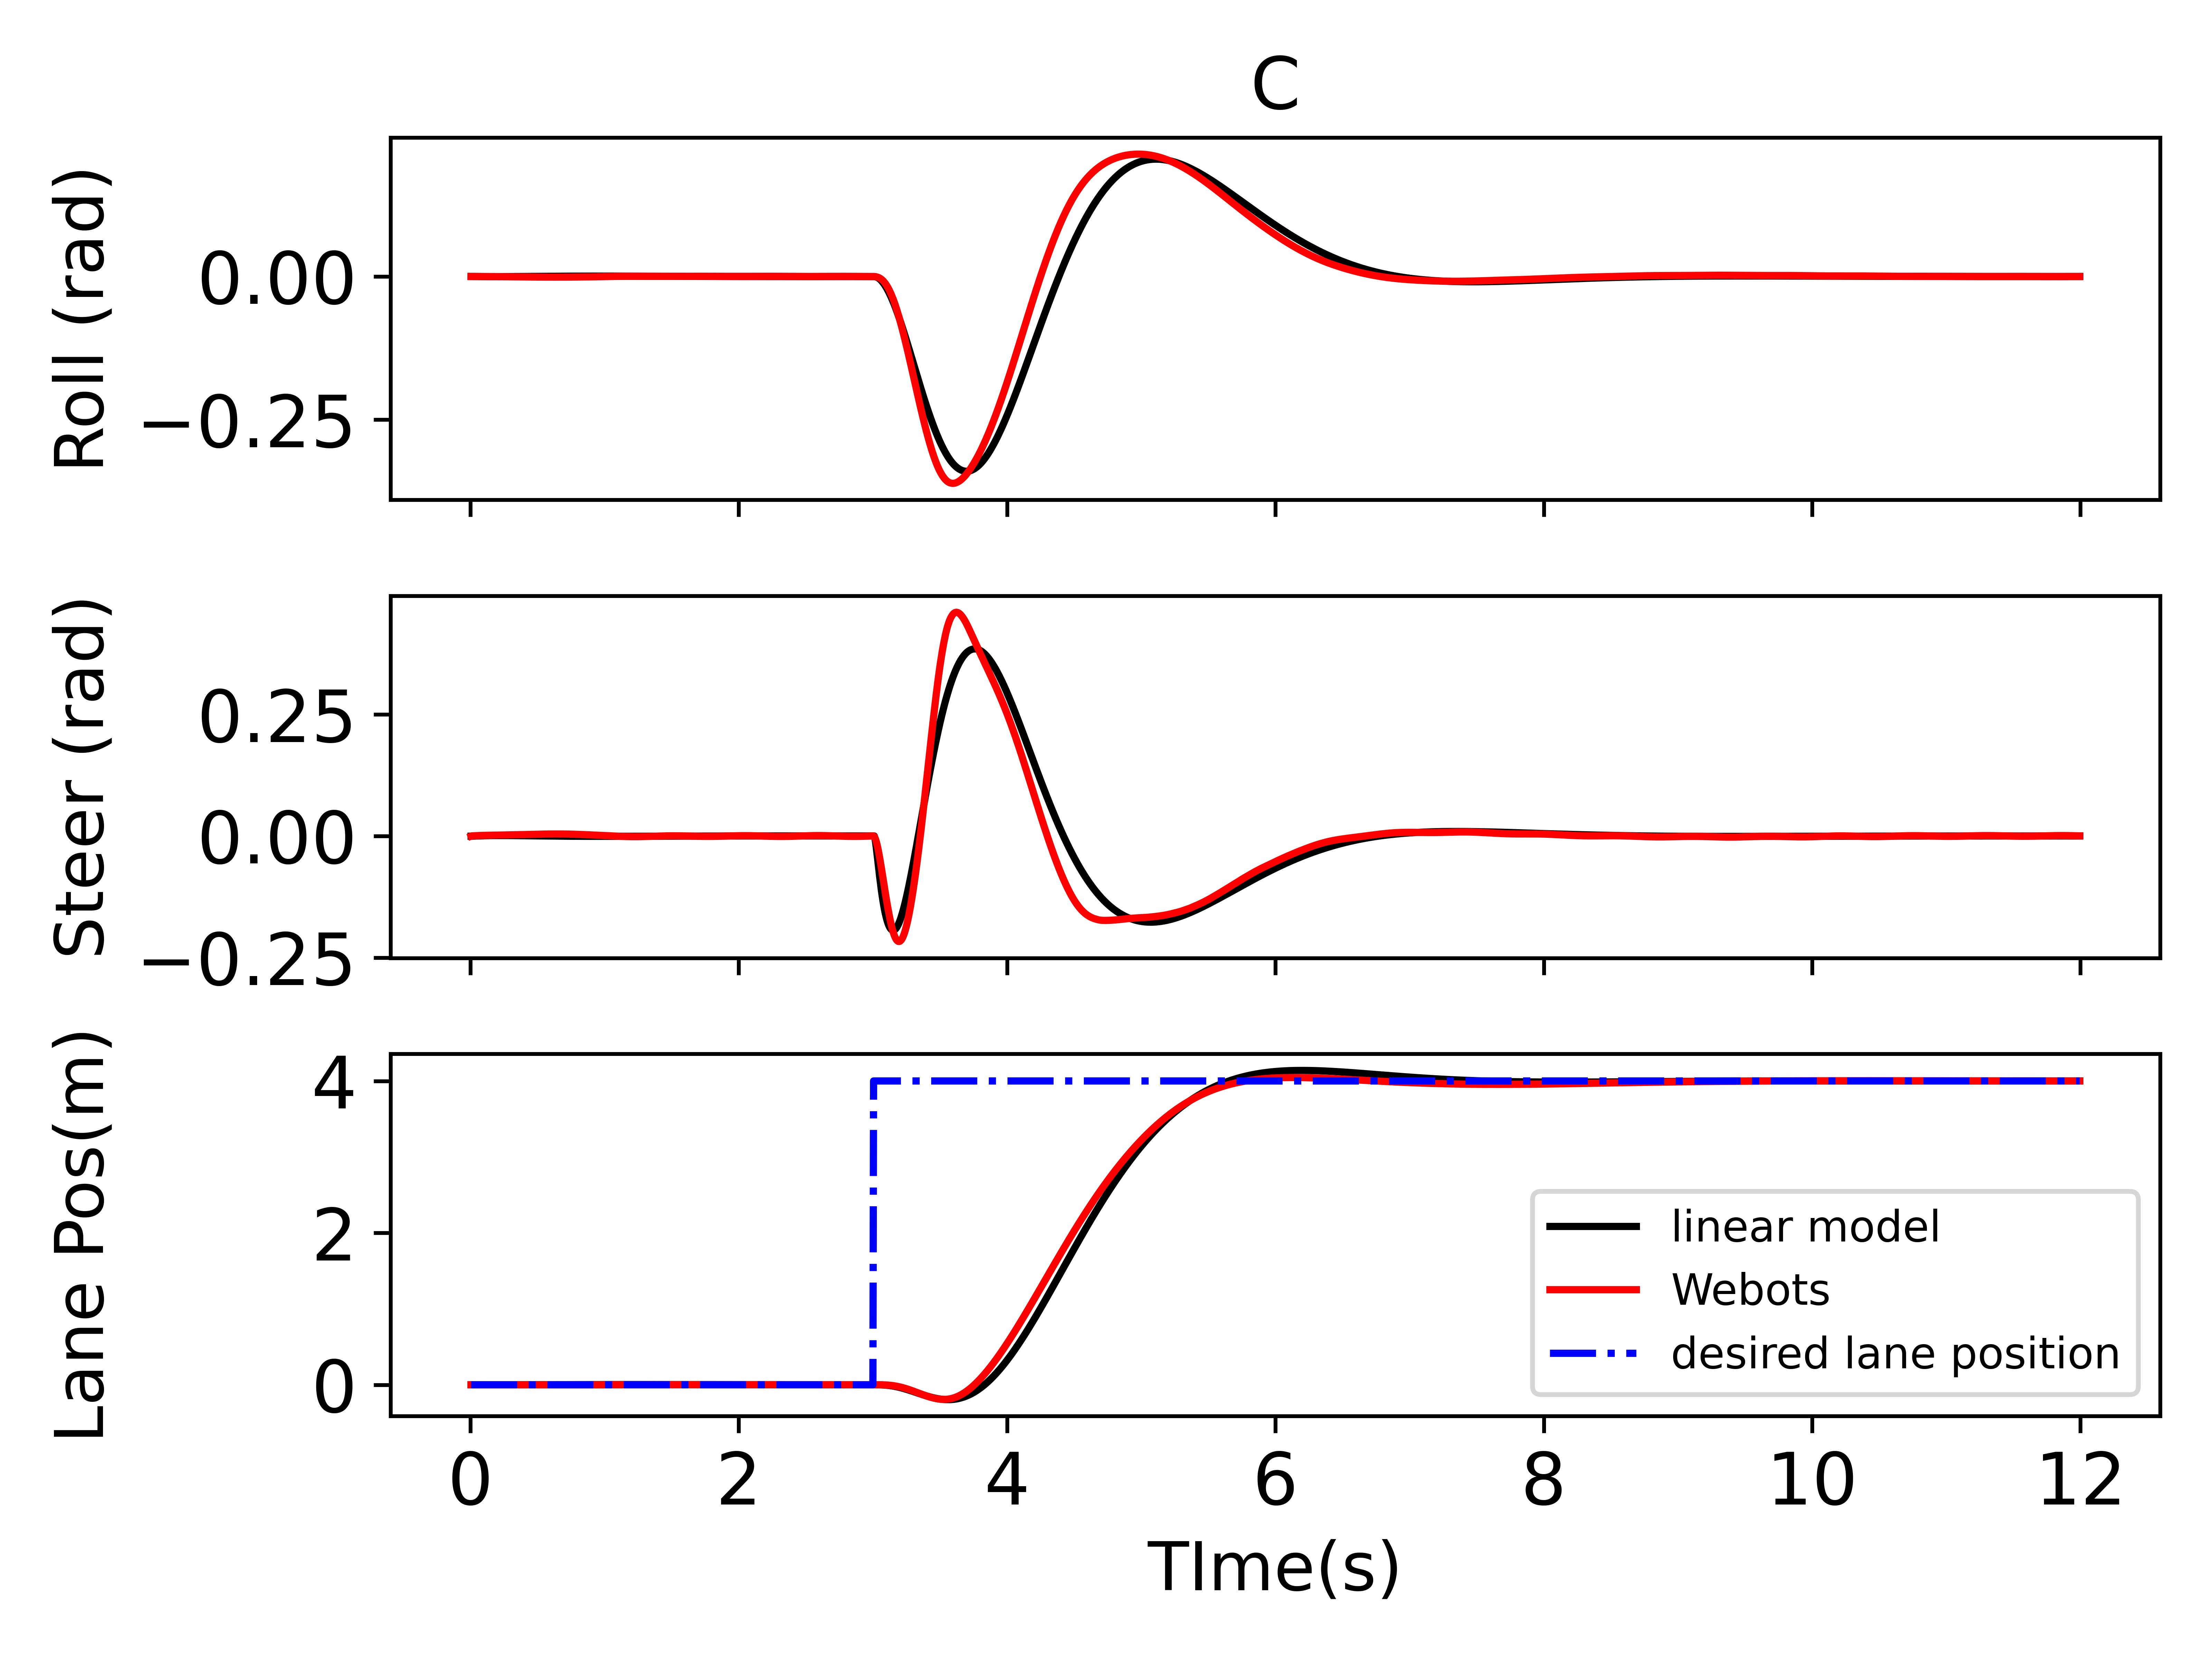 C
Roll (rad)
0.00
−0.25
Steer (rad)
0.25
0.00
−0.25
Lane Pos(m)
4
2
0
linear model
Webots
desired lane position
0 2 4 6 8 10 12
TIme(s)